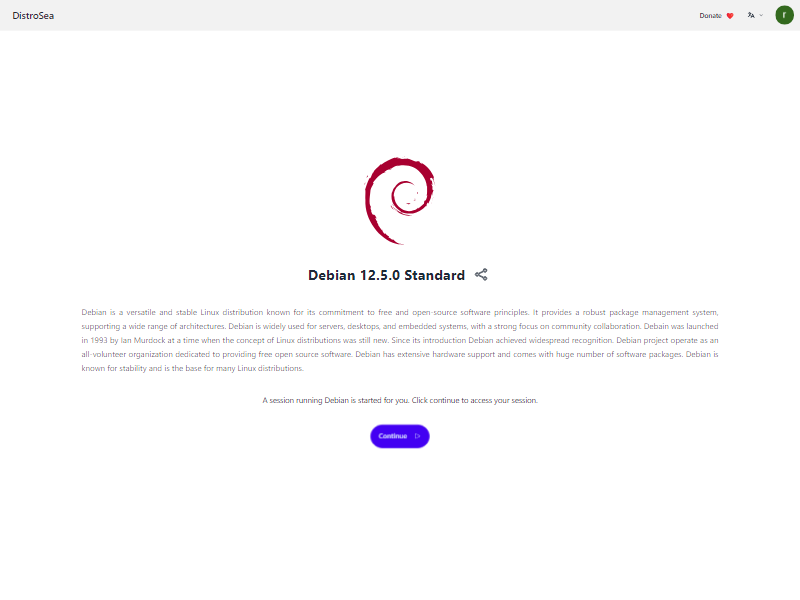 DistroSea
Donate
r
Debian 12.5.0 Standard
Debian is a versatile and stable Linux distribution known for its commitment to free and open-source software principles. It provides a robust package management system,
supporting a wide range of architectures. Debian is widely used for servers, desktops, and embedded systems, with a strong focus on community collaboration. Debain was launched
in 1993 by Ian Murdock at a time when the concept of Linux distributions was still new. Since its introduction Debian achieved widespread recognition. Debian project operate as an
all-volunteer organization dedicated to providing free open source software. Debian has extensive hardware support and comes with huge number of software packages. Debian is
known for stability and is the base for many Linux distributions.
A session running Debian is started for you. Click continue to access your session.
Continue